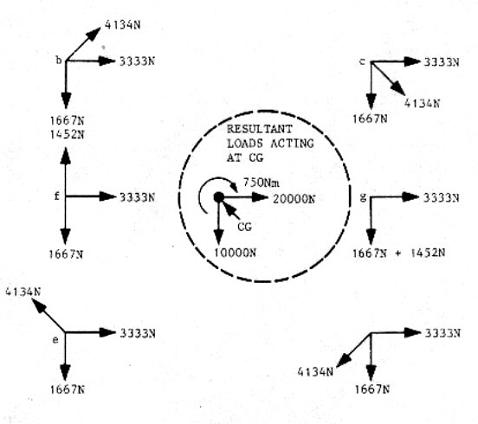 4134N
b
3333N
1667N
1452N
c
3333N
4134N
1667N
RESULTANT
LOADS ACTING
AT CG
750Nm
20000N
CG
10000N
f
3333N
1667N
g
3333N
1667N + 1452N
4134N
e
3333N
1667N
3333N
4134N
1667N